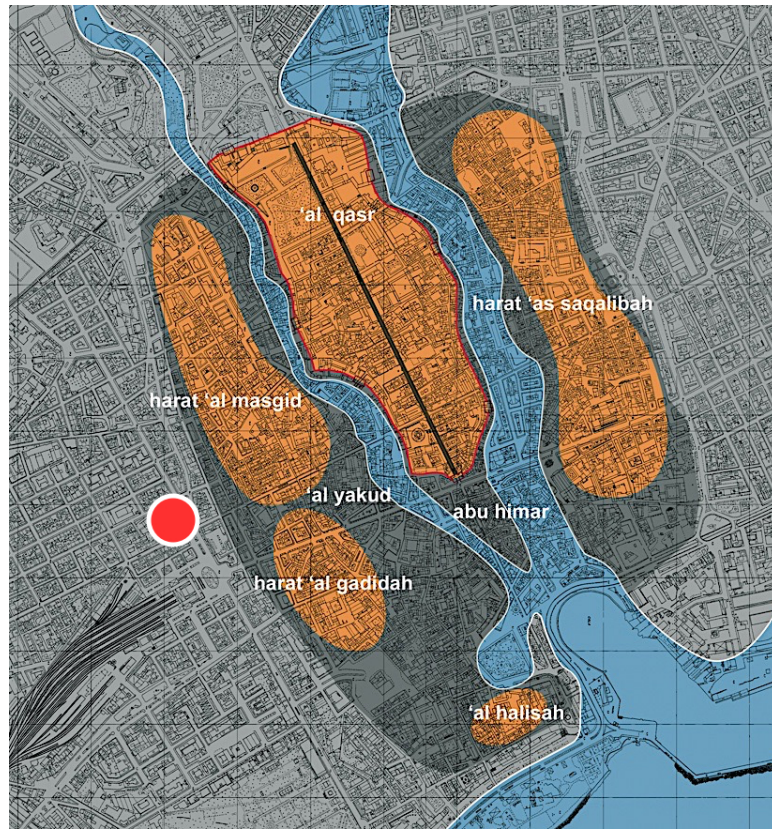 ‘al qasr
harat ‘as saqalibah
harat ‘al masgid
‘al yakud
abu himar
harat ‘al gadidah
‘al halisah